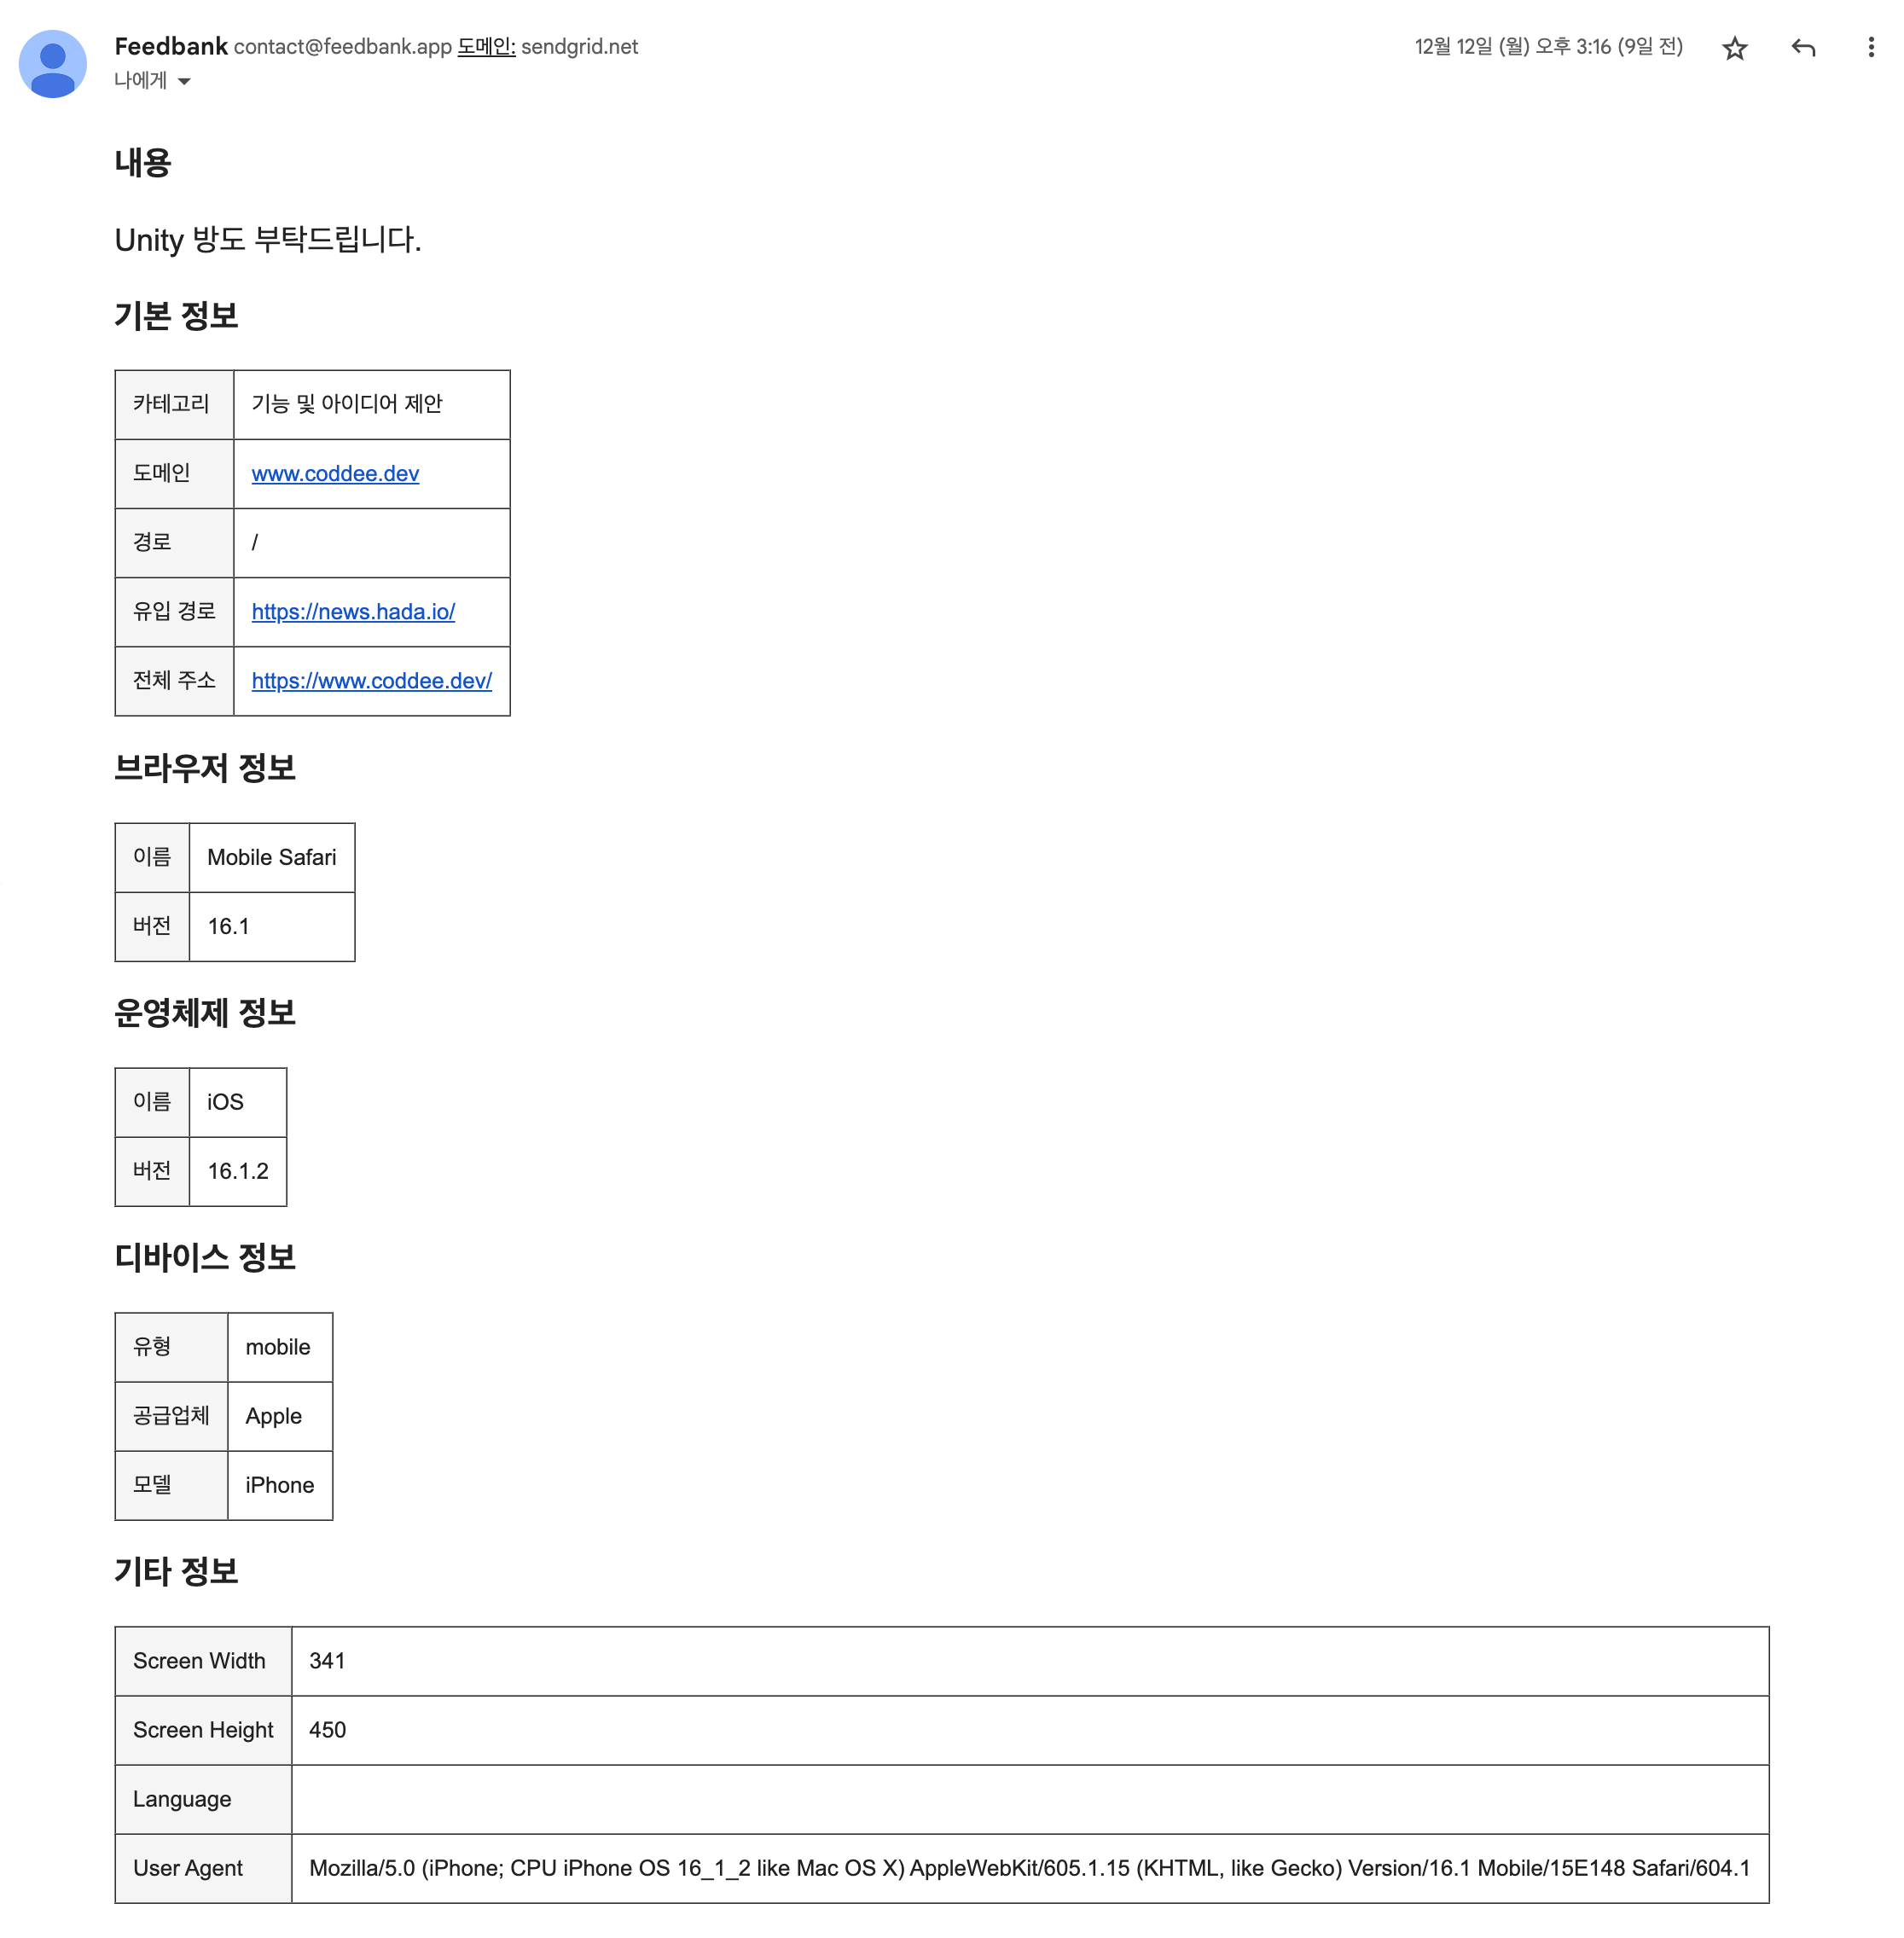 Feedbank contact@feedbank.app 도메인: sendgrid.net
12월 12일 (월) 오후 3:16 (9일 전)
나에게
내용
Unity 방도 부탁드립니다.
기본 정보
카테고리 기능 및 아이디어 제안
도메인 www.coddee.dev
경로 /
유입 경로 https://news.hada.io/
전체 주소 https://www.coddee.dev/
브라우저 정보
이름 Mobile Safari
버전 16.1
운영체제 정보
이름 iOS
버전 16.1.2
디바이스 정보
유형 mobile
공급업체 Apple
모델 iPhone
기타 정보
Screen Width 341
Screen Height 450
Language
User Agent Mozilla/5.0 (iPhone; CPU iPhone OS 16_1_2 like Mac OS X) AppleWebKit/605.1.15 (KHTML, like Gecko) Version/16.1 Mobile/15E148 Safari/604.1